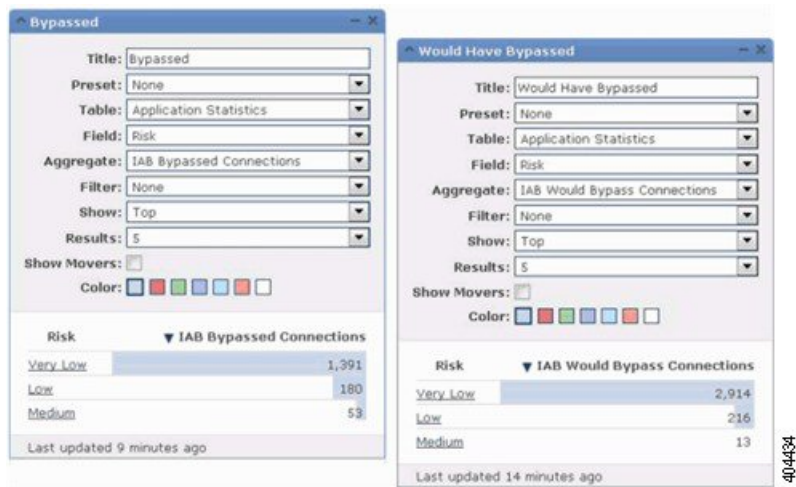 Bypassed
Title: Bypassed
Preset: None
Table: Application Statistics
Field: Risk
Aggregate: IAB Bypassed Connections
Filter: None
Show: Top
Results: 5
Show Movers:
Color:
Risk IAB Bypassed Connections
Very Low 1,391
Low 180
Medium 53
Last updated 9 minutes ago
Would Have Bypassed
Title: Would Have Bypassed
Preset: None
Table: Application Statistics
Field: Risk
Aggregate: IAB Would Bypass Connections
Filter: None
Show: Top
Results: 5
Show Movers:
Color:
Risk IAB Would Bypass Connections
Very Low 2,914
Low 216
Medium 13
Last updated 14 minutes ago
404434